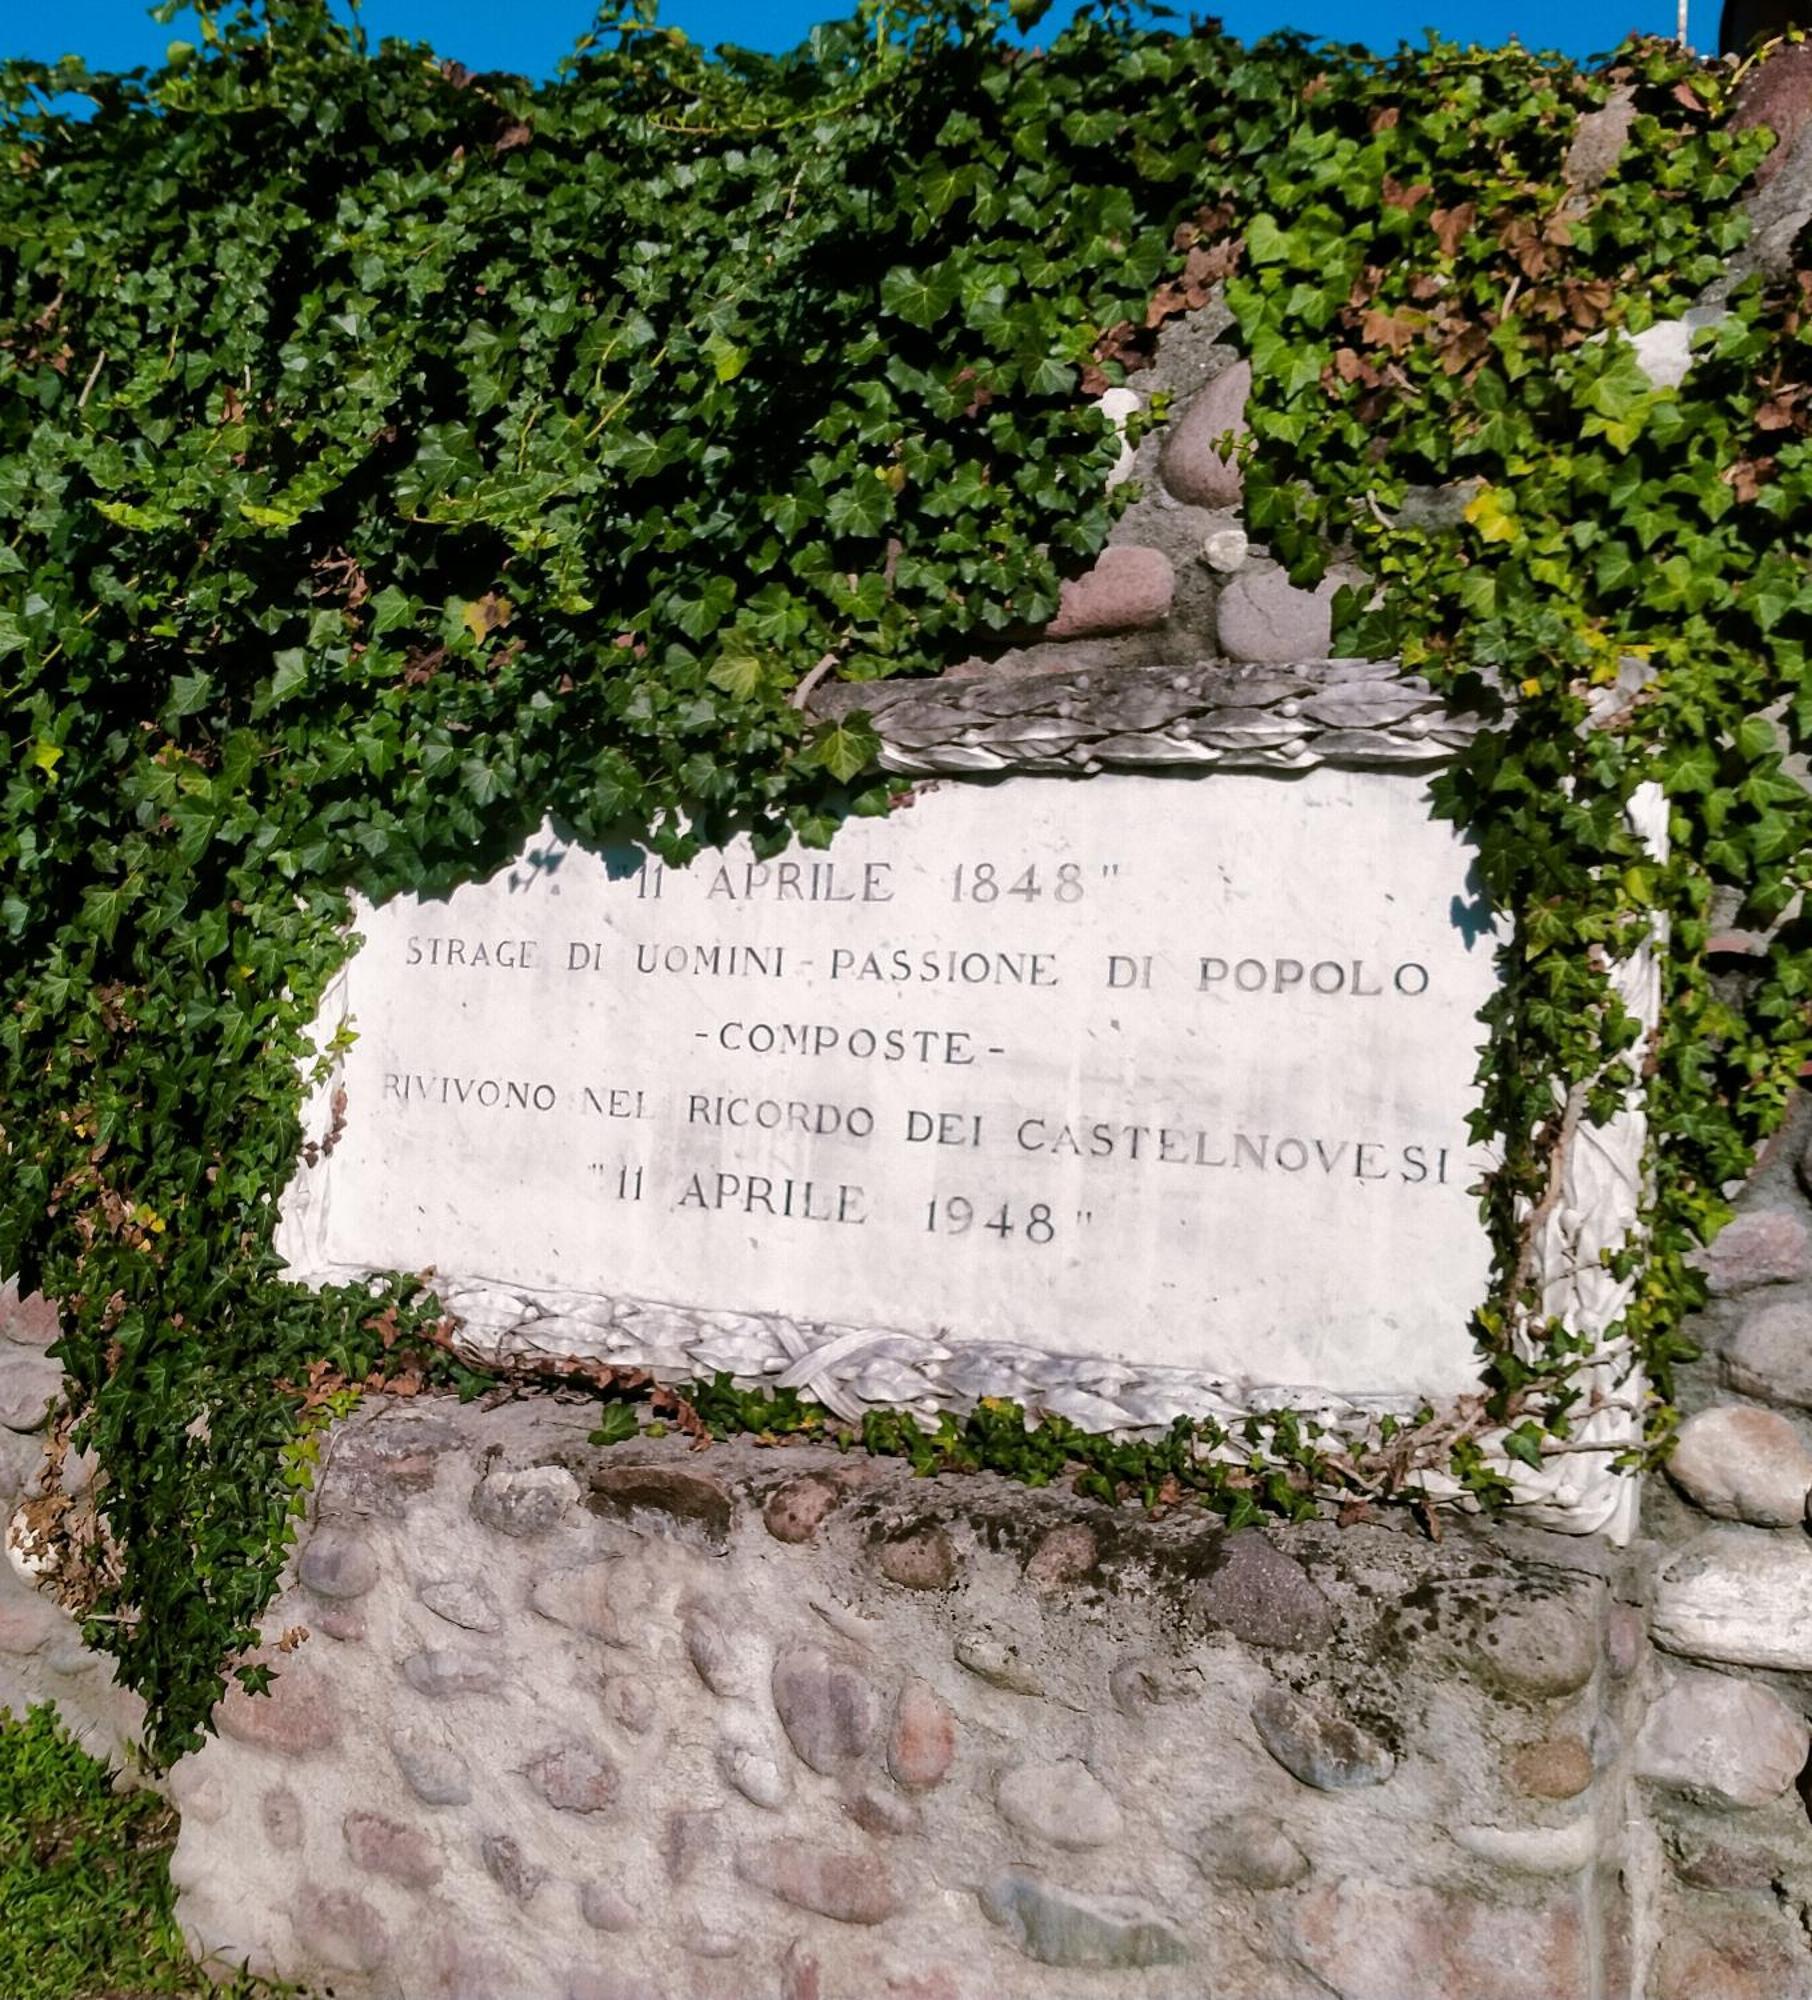 "11 APRILE 1848"
STRAGE DI UOMINI - PASSIONE DI POPOLO
- COMPOSTE -
RIVIVONO NEL RICORDO DEI CASTELNOVESI
"11 APRILE 1948"